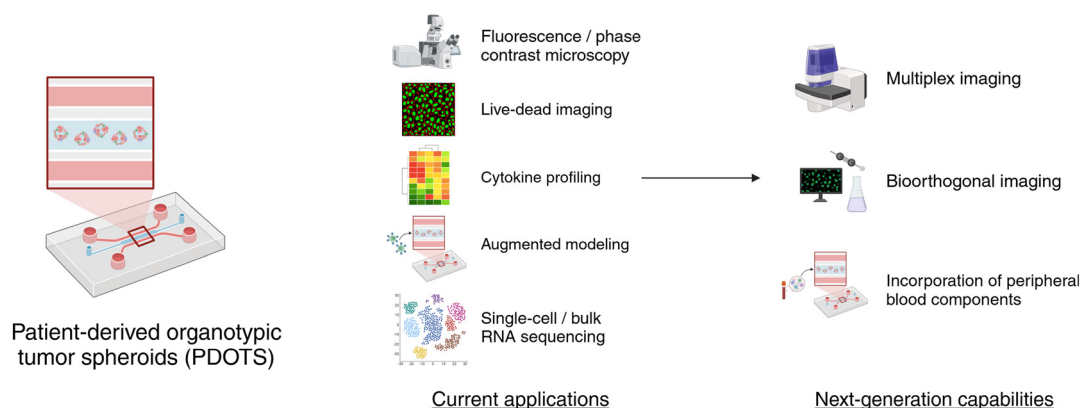 Patient-derived organotypic
tumor spheroids (PDOTS)
Fluorescence / phase
contrast microscopy
Live-dead imaging
Cytokine profiling
Augmented modeling
Single-cell / bulk
RNA sequencing
Current applications
Multiplex imaging
Bioorthogonal imaging
Incorporation of peripheral
blood components
Next-generation capabilities